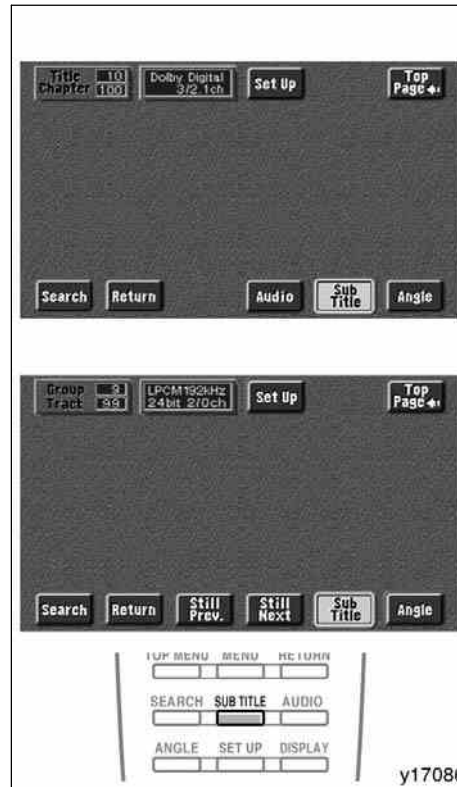 Title 10
Chapter 100
Dolby Digital
3/2.1ch
Set Up
Top
Page
Search
Return
Audio
Sub
Title
Angle
Group 9
Tract 99
LPCM192kHz
24bit 2/0ch
Set Up
Top
Page
Search
Return
Still
Prev.
Still
Next
Sub
Title
Angle
TOP MENU MENU RETURN
SEARCH SUB TITLE AUDIO
ANGLE SET UP DISPLAY
y17086